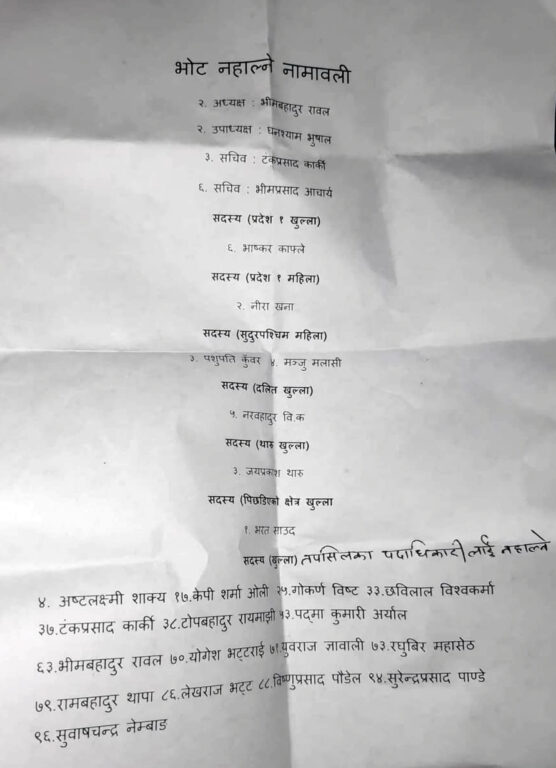 भोट नहाल्ने नामावली
२. अध्यक्ष : भीमबहादुर रावल
२. उपाध्यक्ष : घनश्याम भुषाल
३. सचिव : टंकप्रसाद कार्की
६. सचिव : भीमप्रसाद आचार्य
सदस्य (प्रदेश १ खुल्ला)
६. भाष्कर काफ्ले
सदस्य (प्रदेश १ महिला)
२. नीरा खना
सदस्य (सुदुरपश्चिम महिला)
३. पशुपति कुंवर ४. मञ्जु मलासी
सदस्य (दलित खुल्ला)
५. नरवहादुर वि.क
सदस्य (थारु खुल्ला)
३. जयप्रकाश थारु
सदस्य (पिछडिएको क्षेत्र खुल्ला
१. भरत साउद
सदस्य (खुल्ला) तपसिलका पदाधिकारी लाई नहाल्ने
४. अष्टलक्ष्मी शाक्य १७.केपी शर्मा ओली २५.गोकर्ण विष्ट ३३.छविलाल विश्वकर्मा
३७.टंकप्रसाद कार्की ३८.टोपबहादुर रायमाझी ५३.पद्मा कुमारी अर्याल
६३.भीमबहादुर रावल ७०.योगेश भट्टराई ७१.युवराज ज्ञवाली ७३.रघुबिर महासेठ
७९.रामबहादुर थापा ८६.लेखराज भट्ट ८८.विष्णुप्रसाद पौडेल ९४.सुरेन्द्रप्रसाद पाण्डे
९६.सुवाषचन्द्र नेम्बाङ